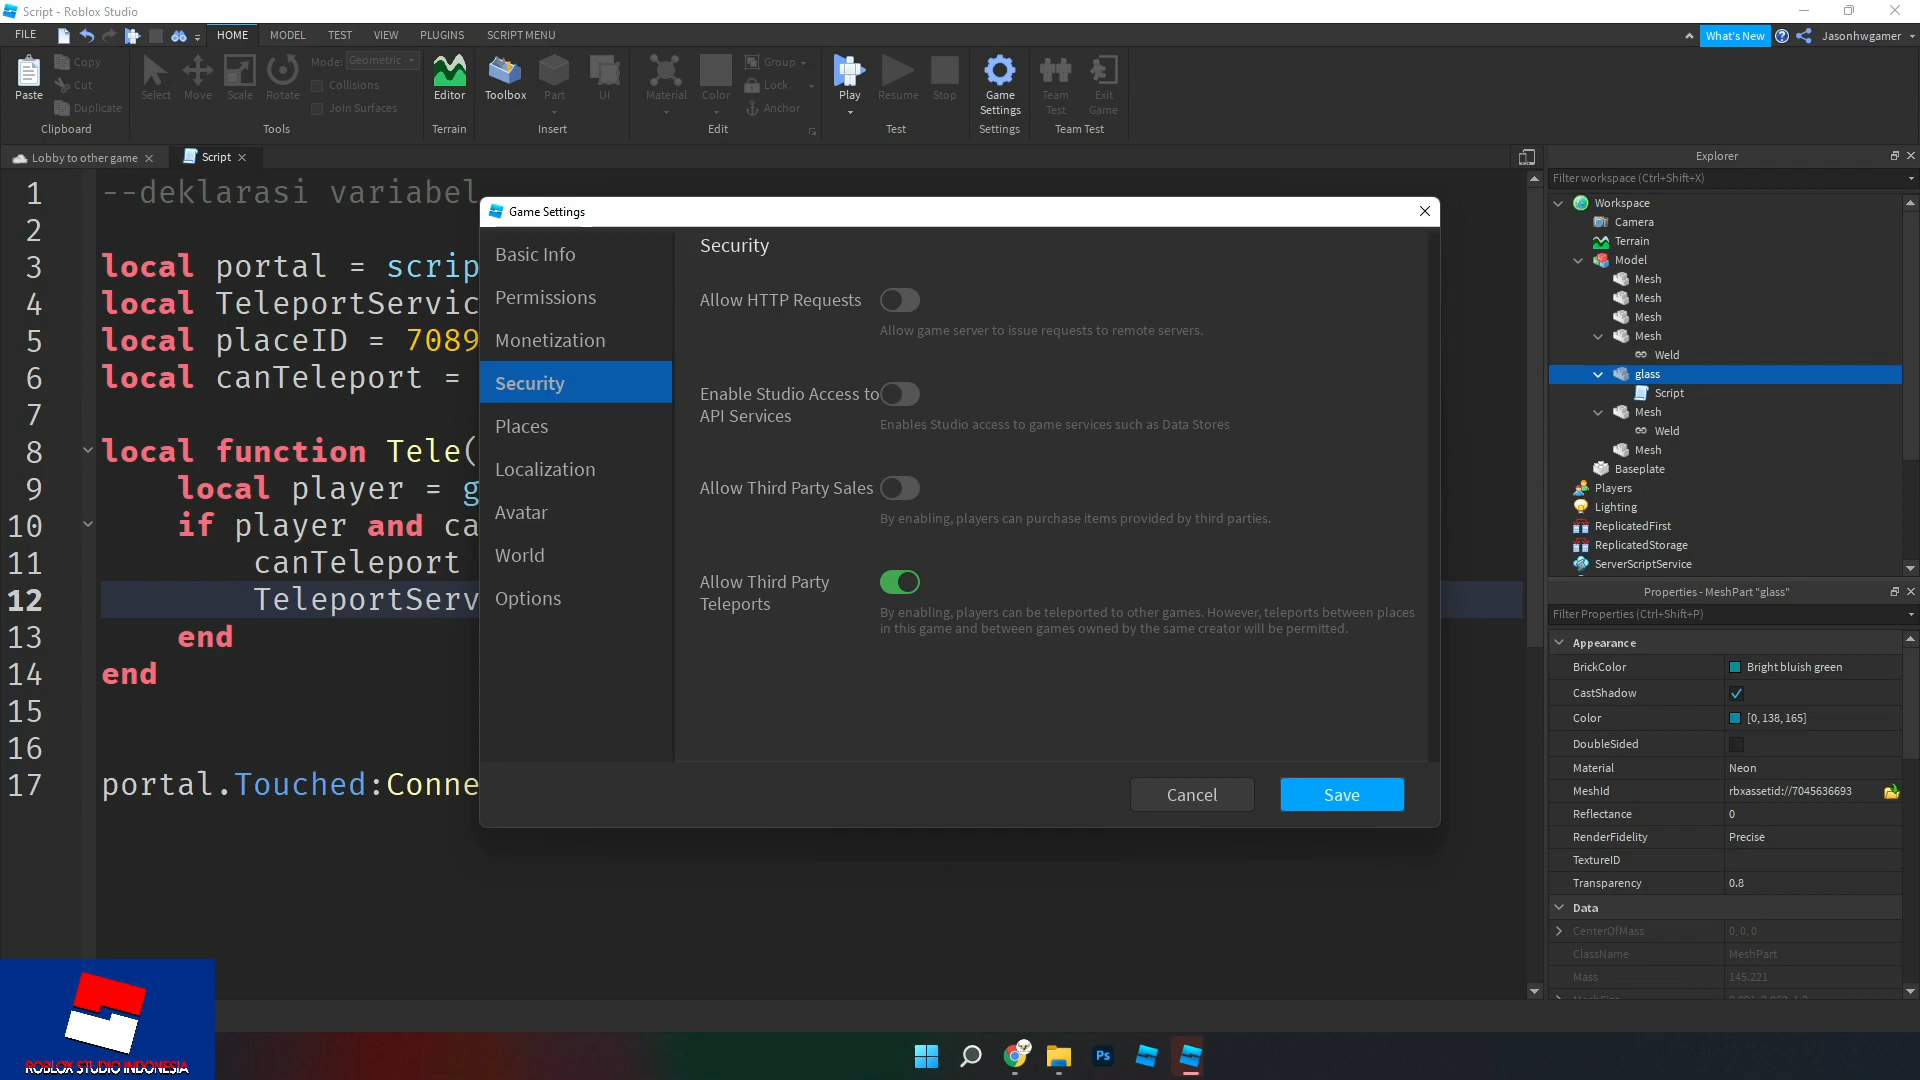 Script - Roblox Studio
FILE
HOME
MODEL
TEST
VIEW
PLUGINS
SCRIPT MENU
What's New
Jasonhwgamer
Paste
Copy
Cut
Duplicate
Clipboard
Select
Move
Scale
Rotate
Mode: Geometric
Collisions
Join Surfaces
Tools
Editor
Terrain
Toolbox
Part
UI
Insert
Material
Color
Group
Lock
Anchor
Edit
Play
Resume
Stop
Test
Game
Settings
Settings
Team
Test
Exit
Game
Team Test
Lobby to other game
Script
1 --deklarasi variabel
2
3 local portal = scrip
4 local TeleportServic
5 local placeID = 7089
6 local canTeleport =
7
8 local function Tele(
9 local player = g
10 if player and ca
11 canTeleport
12 TeleportServ
13 end
14 end
15
16
17 portal.Touched:Conne
Game Settings
Basic Info
Permissions
Monetization
Security
Places
Localization
Avatar
World
Options
Security
Allow HTTP Requests
Allow game server to issue requests to remote servers.
Enable Studio Access to
API Services
Enables Studio access to game services such as Data Stores
Allow Third Party Sales
By enabling, players can purchase items provided by third parties.
Allow Third Party
Teleports
By enabling, players can be teleported to other games. However, teleports between places
in this game and between games owned by the same creator will be permitted.
Cancel
Save
Explorer
Filter workspace (Ctrl+Shift+X)
Workspace
Camera
Terrain
Model
Mesh
Mesh
Mesh
Mesh
Weld
glass
Script
Mesh
Weld
Mesh
Baseplate
Players
Lighting
ReplicatedFirst
ReplicatedStorage
ServerScriptService
Properties - MeshPart "glass"
Filter Properties (Ctrl+Shift+P)
Appearance
BrickColor Bright bluish green
CastShadow
Color [0, 138, 165]
DoubleSided
Material Neon
MeshId rbxassetid://7045636693
Reflectance 0
RenderFidelity Precise
TextureID
Transparency 0.8
Data
CenterOfMass 0, 0, 0
ClassName MeshPart
Mass 145.221
ROBLOX STUDIO INDONESIA
Ps